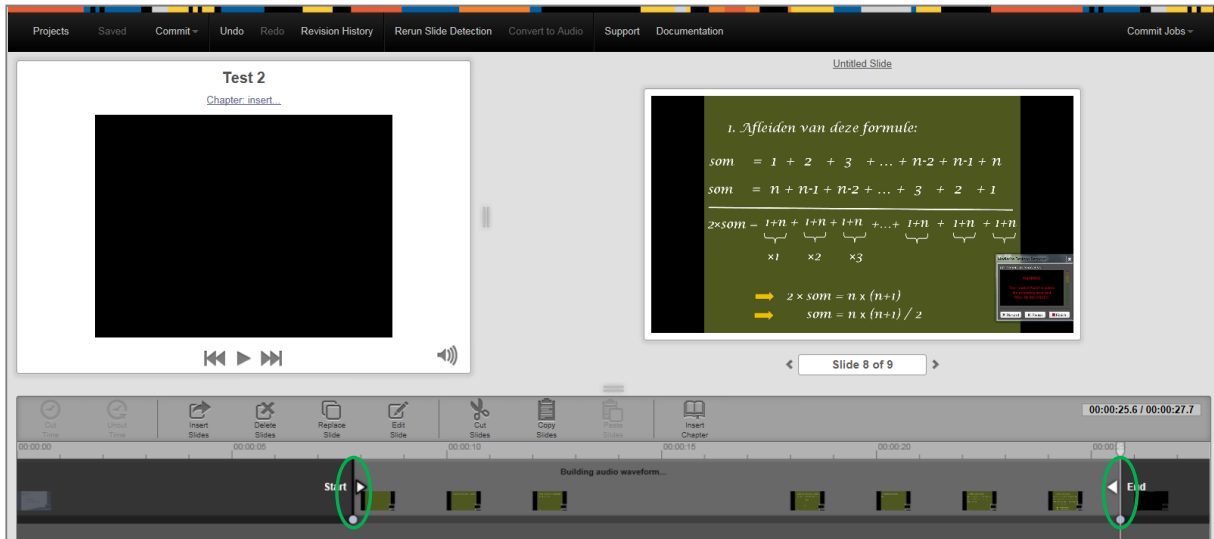 Projects Saved Commit Undo Redo Revision History Rerun Slide Detection Convert to Audio Support Documentation Commit Jobs
Test 2
Chapter: insert...
Untitled Slide
1. Afleiden van deze formule:
som = 1 + 2 + 3 + ... + n-2 + n-1 + n
som = n + n-1 + n-2 + ... + 3 + 2 + 1
2×som = 1+n + 1+n + 1+n + ...+ 1+n + 1+n + 1+n
×1 ×2 ×3
2 × som = n x (n+1)
som = n x (n+1) / 2
Slide 8 of 9
Cut Time
Uncut Time
Insert Slides
Delete Slides
Replace Slide
Edit Slide
Cut Slides
Copy Slides
Paste Slides
Insert Chapter
00:00:25.6 / 00:00:27.7
00:00:00 00:00:05 00:00:10 00:00:15 00:00:20 00:00:
Building audio waveform...
Start End